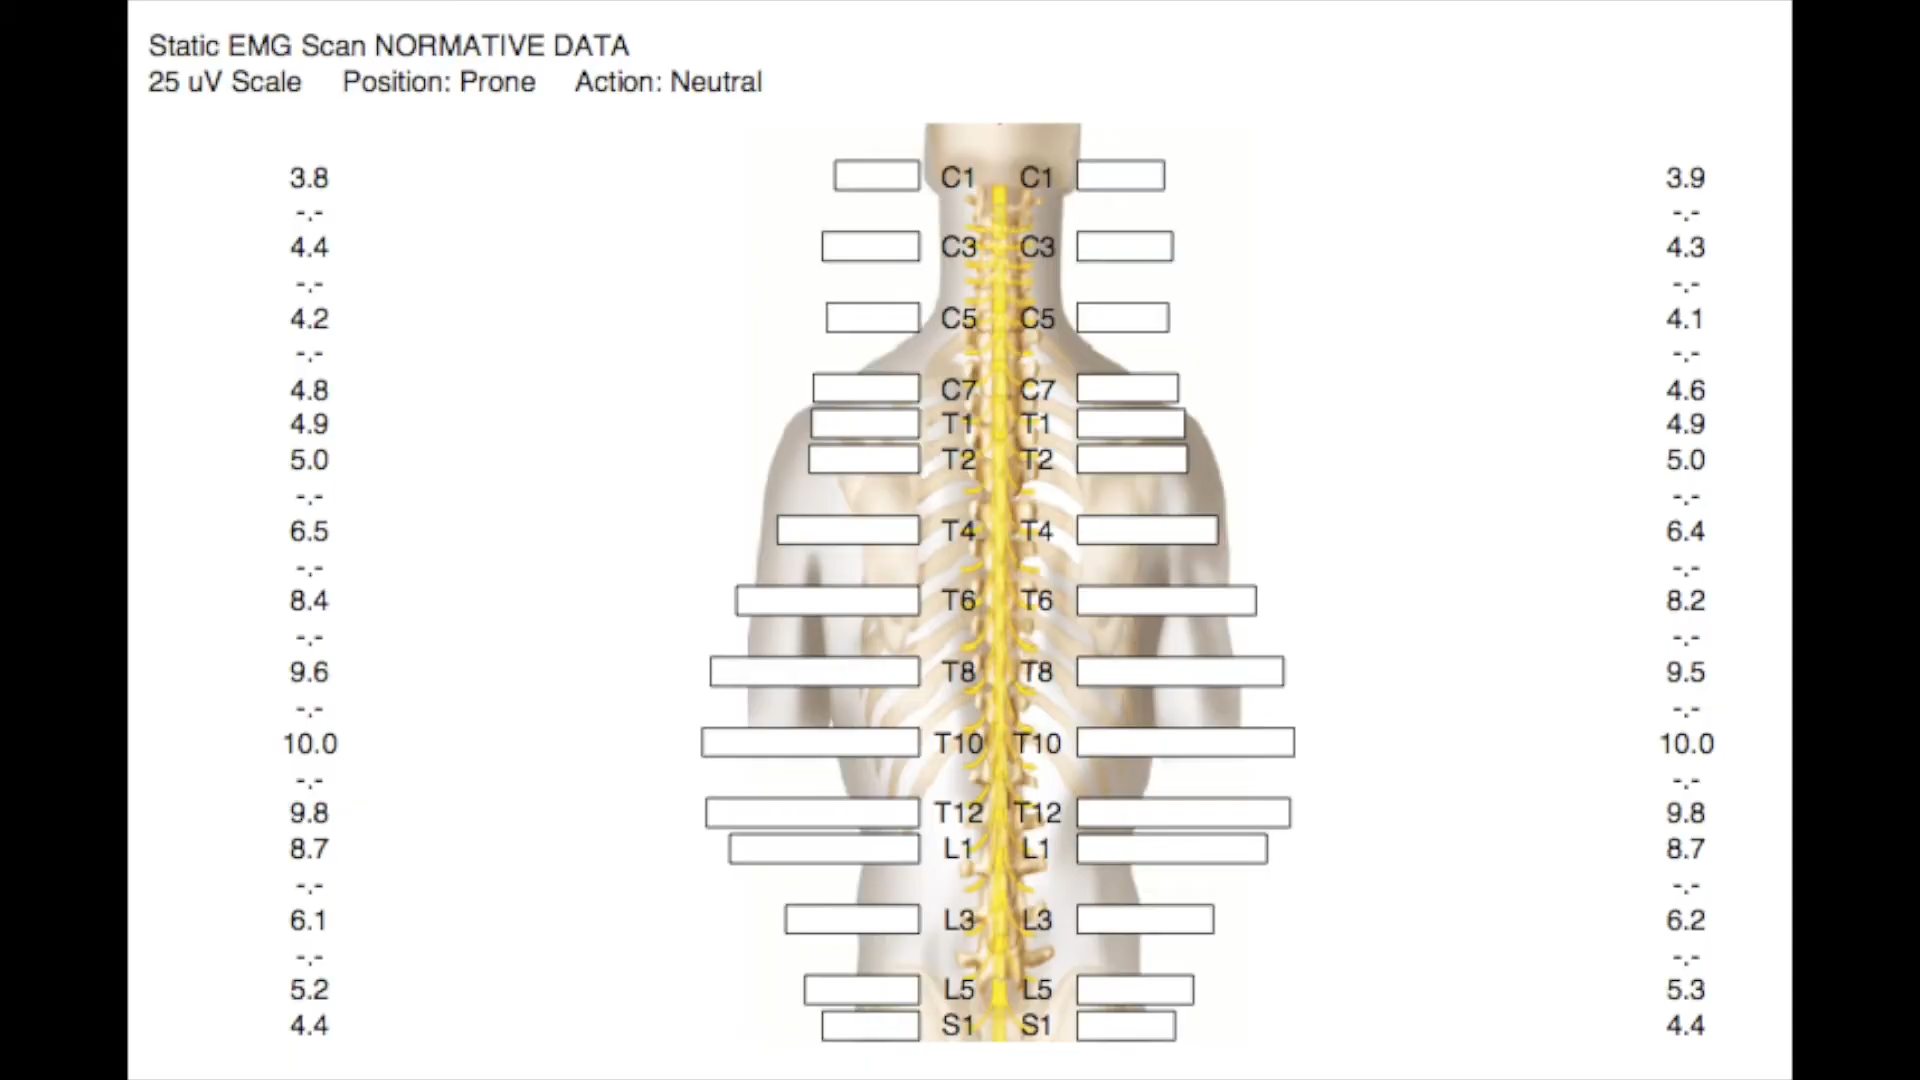 Static EMG Scan NORMATIVE DATA
25 uV Scale Position: Prone Action: Neutral
3.8 C1 C1 3.9
-.- -.-
4.4 C3 C3 4.3
-.- -.-
4.2 C5 C5 4.1
-.- -.-
4.8 C7 C7 4.6
4.9 T1 T1 4.9
5.0 T2 T2 5.0
-.- -.-
6.5 T4 T4 6.4
-.- -.-
8.4 T6 T6 8.2
-.- -.-
9.6 T8 T8 9.5
-.- -.-
10.0 T10 T10 10.0
-.- -.-
9.8 T12 T12 9.8
8.7 L1 L1 8.7
-.- -.-
6.1 L3 L3 6.2
-.- -.-
5.2 L5 L5 5.3
4.4 S1 S1 4.4